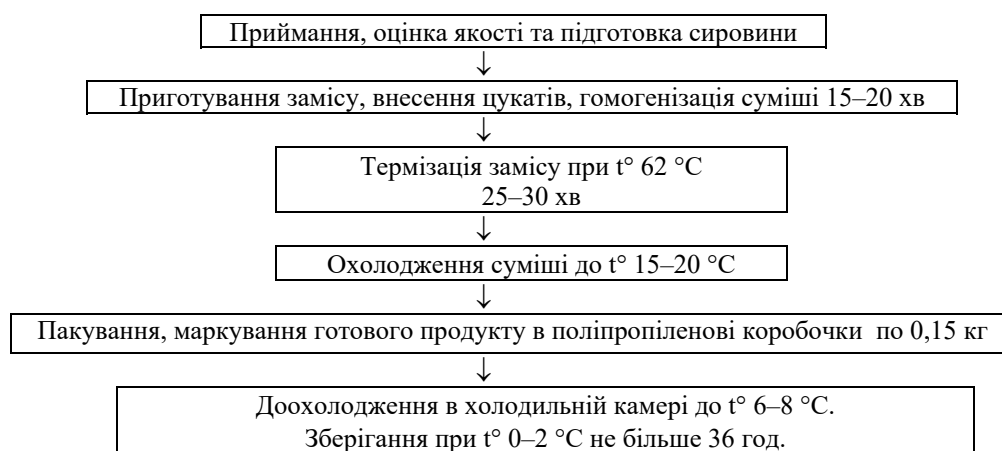 Приймання, оцінка якості та підготовка сировини
↓
Приготування замісу, внесення цукатів, гомогенізація суміші 15–20 хв
↓
Термізація замісу при t° 62 °C
25–30 хв
↓
Охолодження суміші до t° 15–20 °C
↓
Пакування, маркування готового продукту в поліпропіленові коробочки по 0,15 кг
↓
Доохолодження в холодильній камері до t° 6–8 °C.
Зберігання при t° 0–2 °C не більше 36 год.